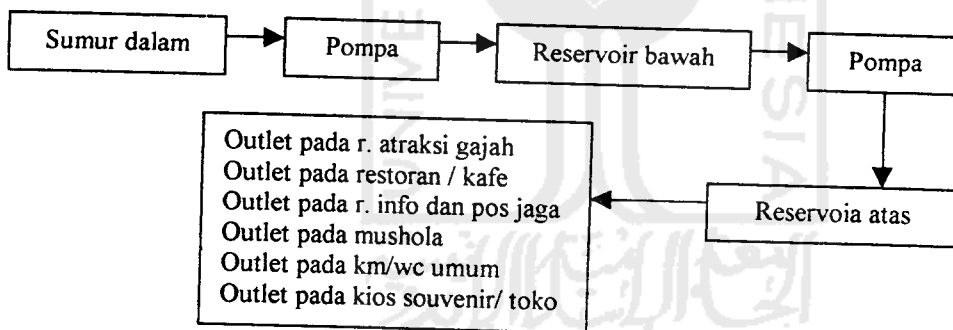 Sumur dalam
Pompa
Reservoir bawah
Pompa
Reservoia atas
Outlet pada r. atraksi gajah
Outlet pada restoran / kafe
Outlet pada r. info dan pos jaga
Outlet pada mushola
Outlet pada km/wc umum
Outlet pada kios souvenir/ toko